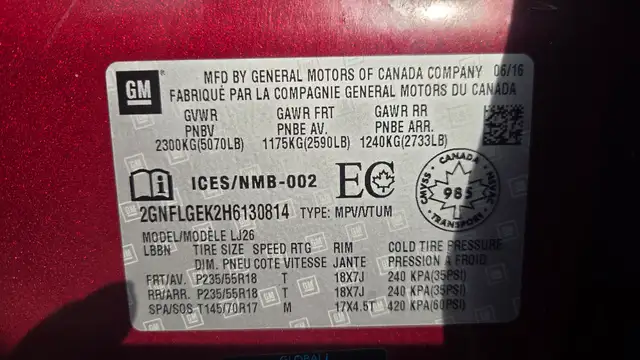 GM
MFD BY GENERAL MOTORS OF CANADA COMPANY 06/16
FABRIQUÉ PAR LA COMPAGNIE GENERAL MOTORS DU CANADA
GVWR GAWR FRT GAWR RR
PNBV PNBE AV. PNBE ARR.
2300KG(5070LB) 1175KG(2590LB) 1240KG(2733LB)
ICES/NMB-002 EC
CANADA
985
CMVSS NSVAC
TRANSPORT
2GNFLGEK2H6130814 TYPE: MPV/VTUM
MODEL/MODÈLE LJ26
LBBN TIRE SIZE SPEED RTG RIM COLD TIRE PRESSURE
DIM. PNEU COTE VITESSE JANTE PRESSION À FROID
FRT/AV. P235/55R18 T 18X7J 240 KPA(35PSI)
RR/ARR. P235/55R18 T 18X7J 240 KPA(35PSI)
SPA/SOS T145/70R17 M 17X4.5T 420 KPA(60PSI)